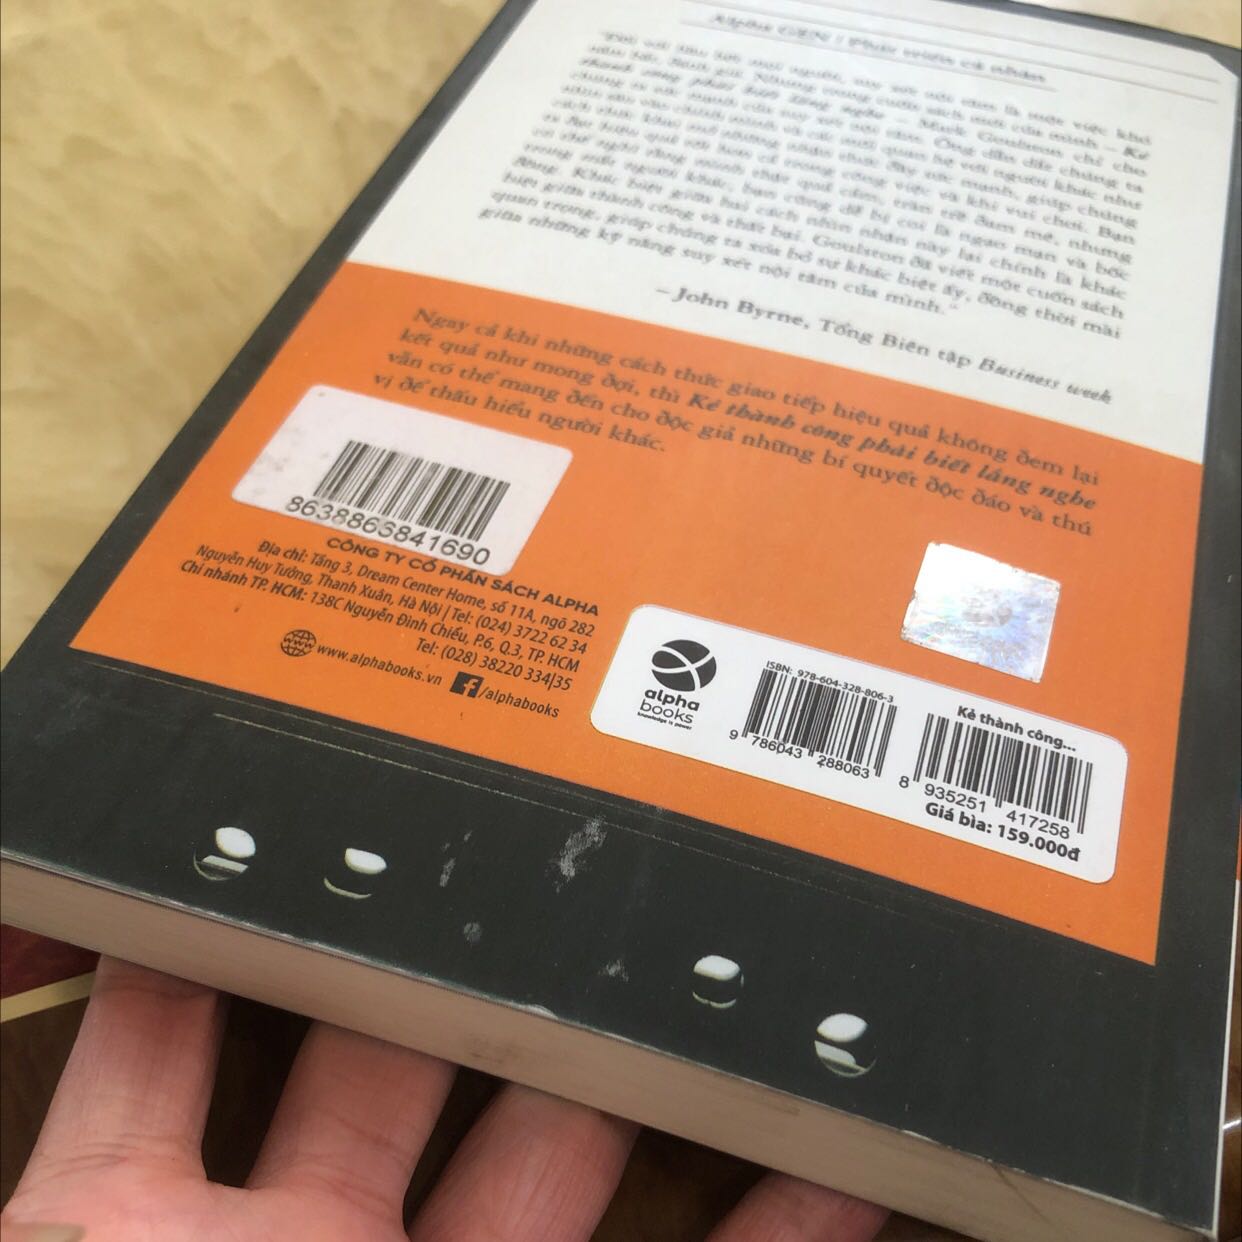 Alpha GEN | Phát triển cá nhân
"Đối với hầu hết mọi người, suy xét nội tâm là một việc khó
nắm bắt. Nhưng trong cuốn sách mới của mình – Kẻ
thành công phải biết lắng nghe – Mark Goulston chỉ cho
chúng ta sức mạnh của suy xét nội tâm. Ông dẫn dắt chúng ta
vào chính mình và các mối quan hệ với người khác như
cách thức khai mở những nhận thức đầy sức mạnh, giúp chúng
ta đạt hiệu quả tốt hơn cả trong công việc và khi vui chơi. Bạn
có thể nghĩ rằng mình thật quả cảm, tràn trề đam mê, nhưng
trong mắt người khác, bạn cũng dễ bị coi là ngạo mạn và bốc
đồng. Khác biệt giữa hai cách nhìn nhận này lại chính là khác
biệt giữa thành công và thất bại. Goulston đã viết một cuốn sách
quan trọng, giúp chúng ta xóa bỏ sự khác biệt ấy, đồng thời mài
giũa những kỹ năng suy xét nội tâm của mình."
– John Byrne, Tổng Biên tập Business week
Ngay cả khi những cách thức giao tiếp hiệu quả không đem lại
kết quả như mong đợi, thì Kẻ thành công phải biết lắng nghe
vẫn có thể mang đến cho độc giả những bí quyết độc đáo và thú
vị để thấu hiểu người khác.
8638863841690
CÔNG TY CỔ PHẦN SÁCH ALPHA
Địa chỉ: Tầng 3, Dream Center Home, số 11A, ngõ 282
Nguyễn Huy Tưởng, Thanh Xuân, Hà Nội | Tel: (024) 3722 62 34
Chi nhánh TP. HCM: 138C Nguyễn Đình Chiểu, P.6, Q.3, TP. HCM
Tel: (028) 38220 334|35
www.alphabooks.vn f /alphabooks
alpha
books
knowledge is power
ISBN: 978-604-328-806-3
9 786043 288063
Kẻ thành công...
8 935251 417258
Giá bìa: 159.000đ